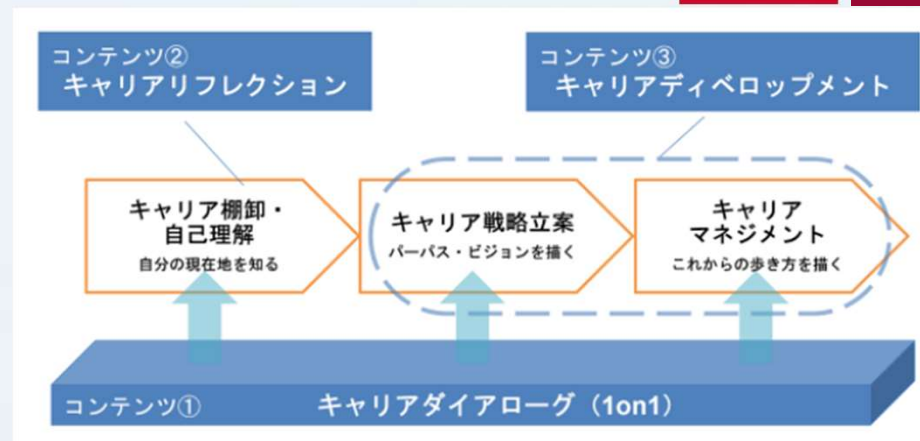 コンテンツ②
キャリアリフレクション
コンテンツ③
キャリアディベロップメント
キャリア棚卸・
自己理解
自分の現在地を知る
キャリア戦略立案
パーパス・ビジョンを描く
キャリア
マネジメント
これからの歩き方を描く
コンテンツ① キャリアダイアローグ（1on1）